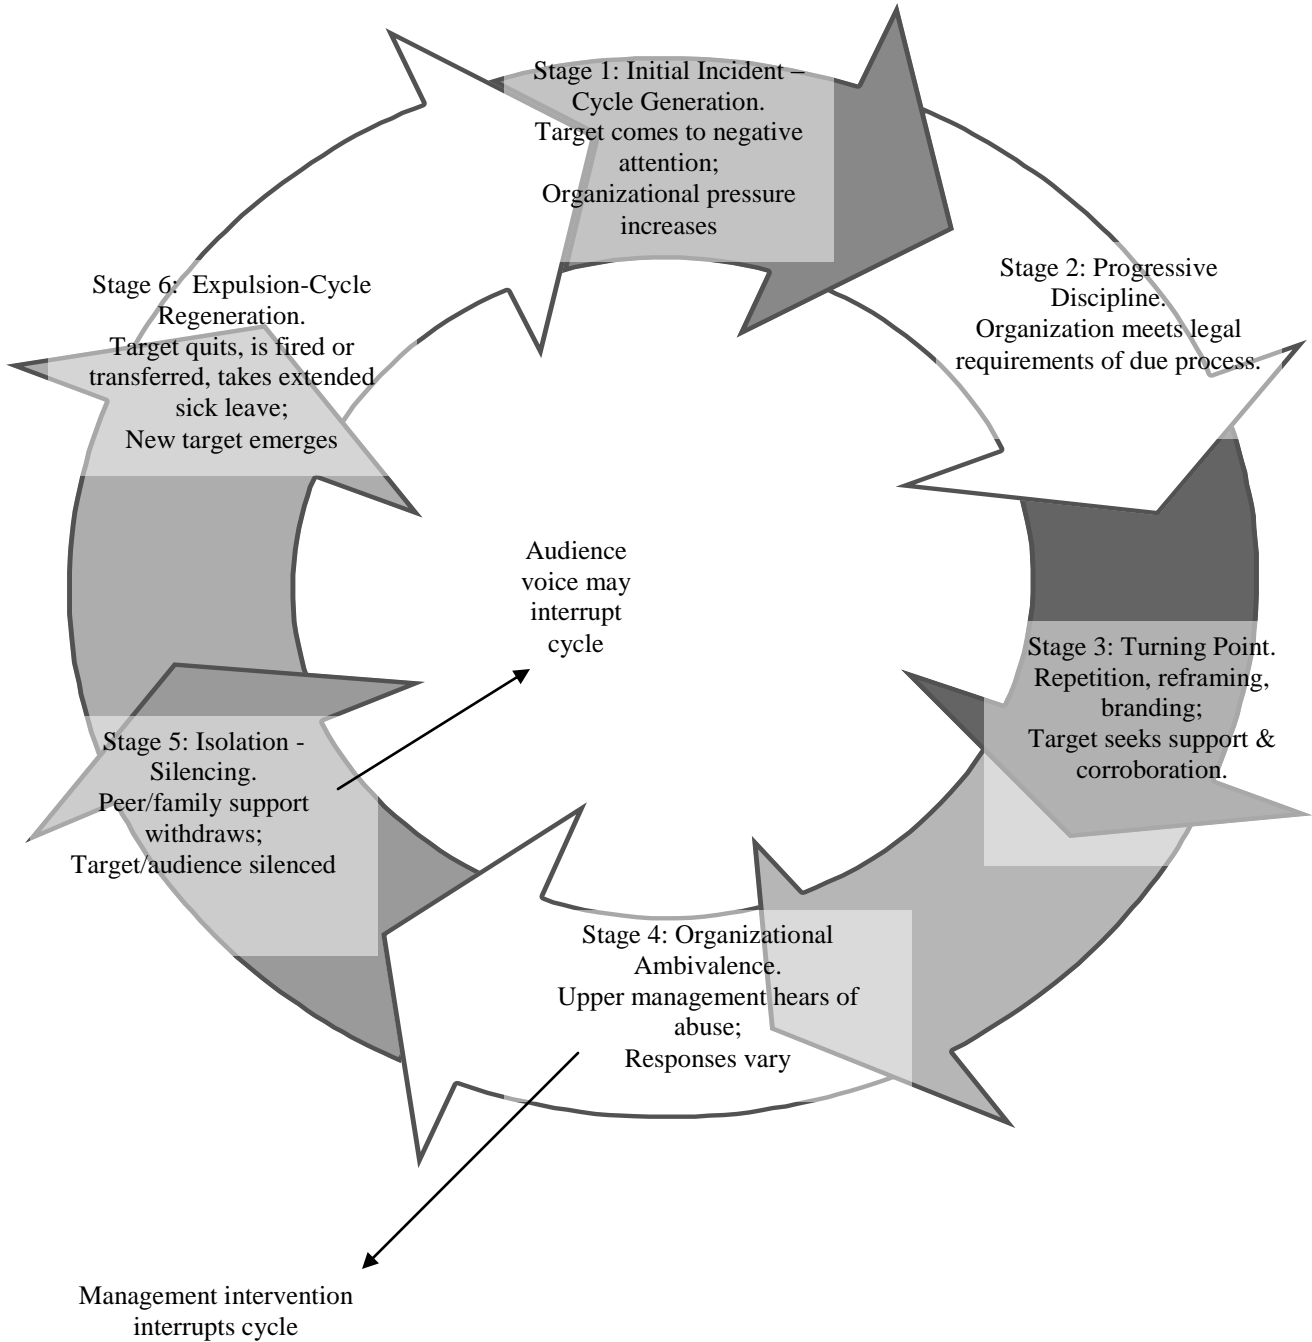 Stage 1: Initial Incident –
Cycle Generation.
Target comes to negative
attention;
Organizational pressure
increases
Stage 2: Progressive
Discipline.
Organization meets legal
requirements of due process.
Stage 3: Turning Point.
Repetition, reframing,
branding;
Target seeks support &
corroboration.
Stage 4: Organizational
Ambivalence.
Upper management hears of
abuse;
Responses vary
Stage 5: Isolation -
Silencing.
Peer/family support
withdraws;
Target/audience silenced
Stage 6:  Expulsion-Cycle
Regeneration.
Target quits, is fired or
transferred, takes extended
sick leave;
New target emerges
Audience
voice may
interrupt
cycle
Management intervention
interrupts cycle